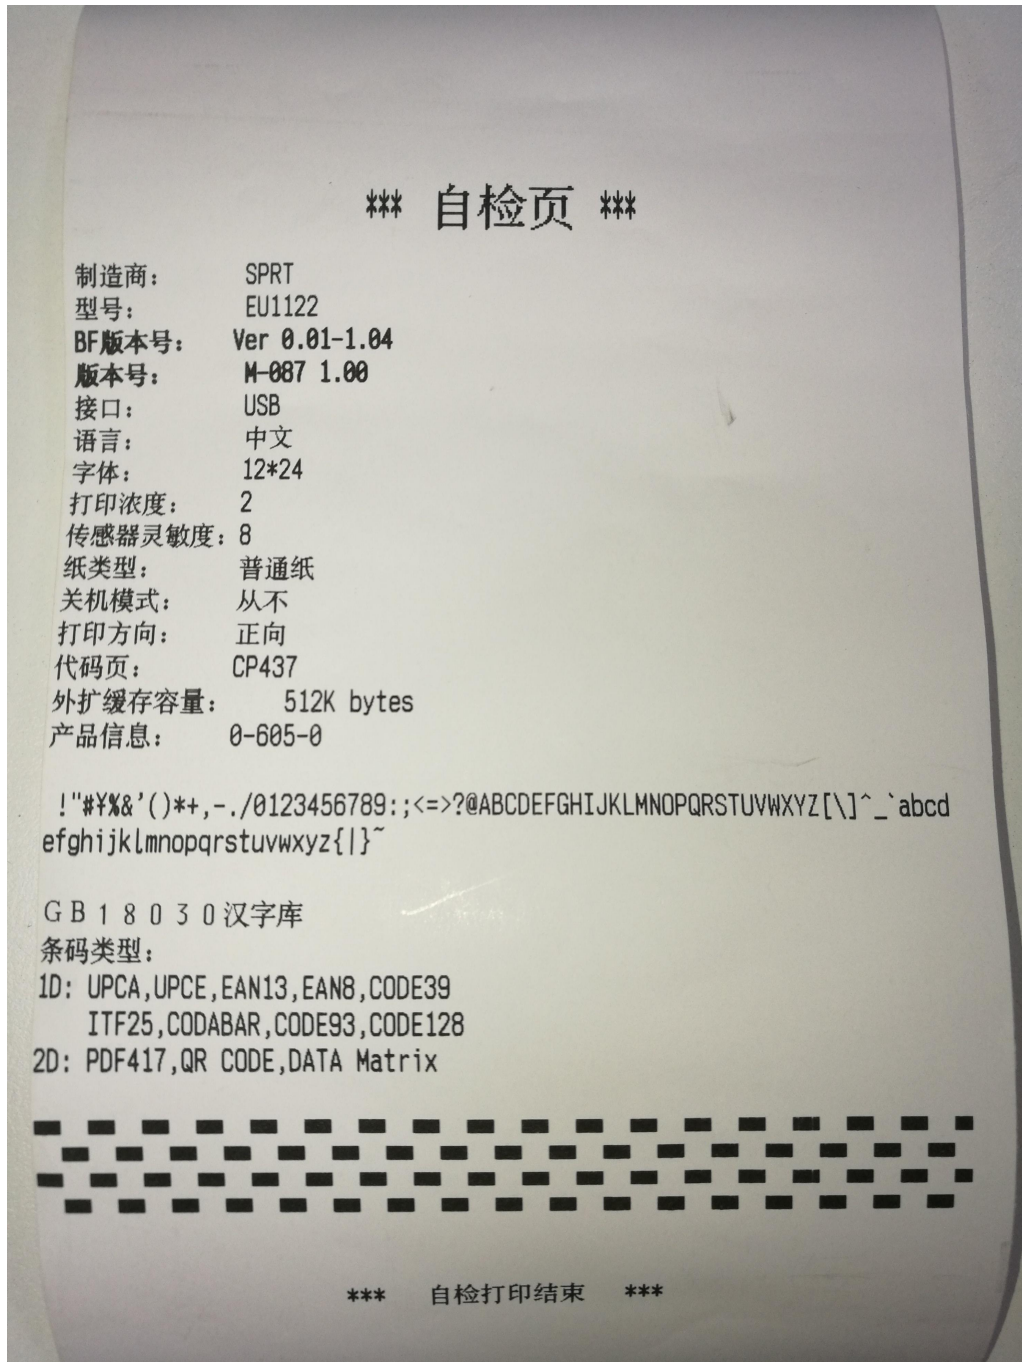 *** 自检页 ***
制造商: SPRT
型号: EU1122
BF版本号: Ver 0.01-1.04
版本号: M-087 1.00
接口: USB
语言: 中文
字体: 12*24
打印浓度: 2
传感器灵敏度: 8
纸类型: 普通纸
关机模式: 从不
打印方向: 正向
代码页: CP437
外扩缓存容量: 512K bytes
产品信息: 0-605-0
!"#¥%&'()*+,-./0123456789:;<=>?@ABCDEFGHIJKLMNOPQRSTUVWXYZ[\]^_`abcd
efghijklmnopqrstuvwxyz{|}~
ＧＢ１８０３０汉字库
条码类型:
1D: UPCA,UPCE,EAN13,EAN8,CODE39
ITF25,CODABAR,CODE93,CODE128
2D: PDF417,QR CODE,DATA Matrix
*** 自检打印结束 ***